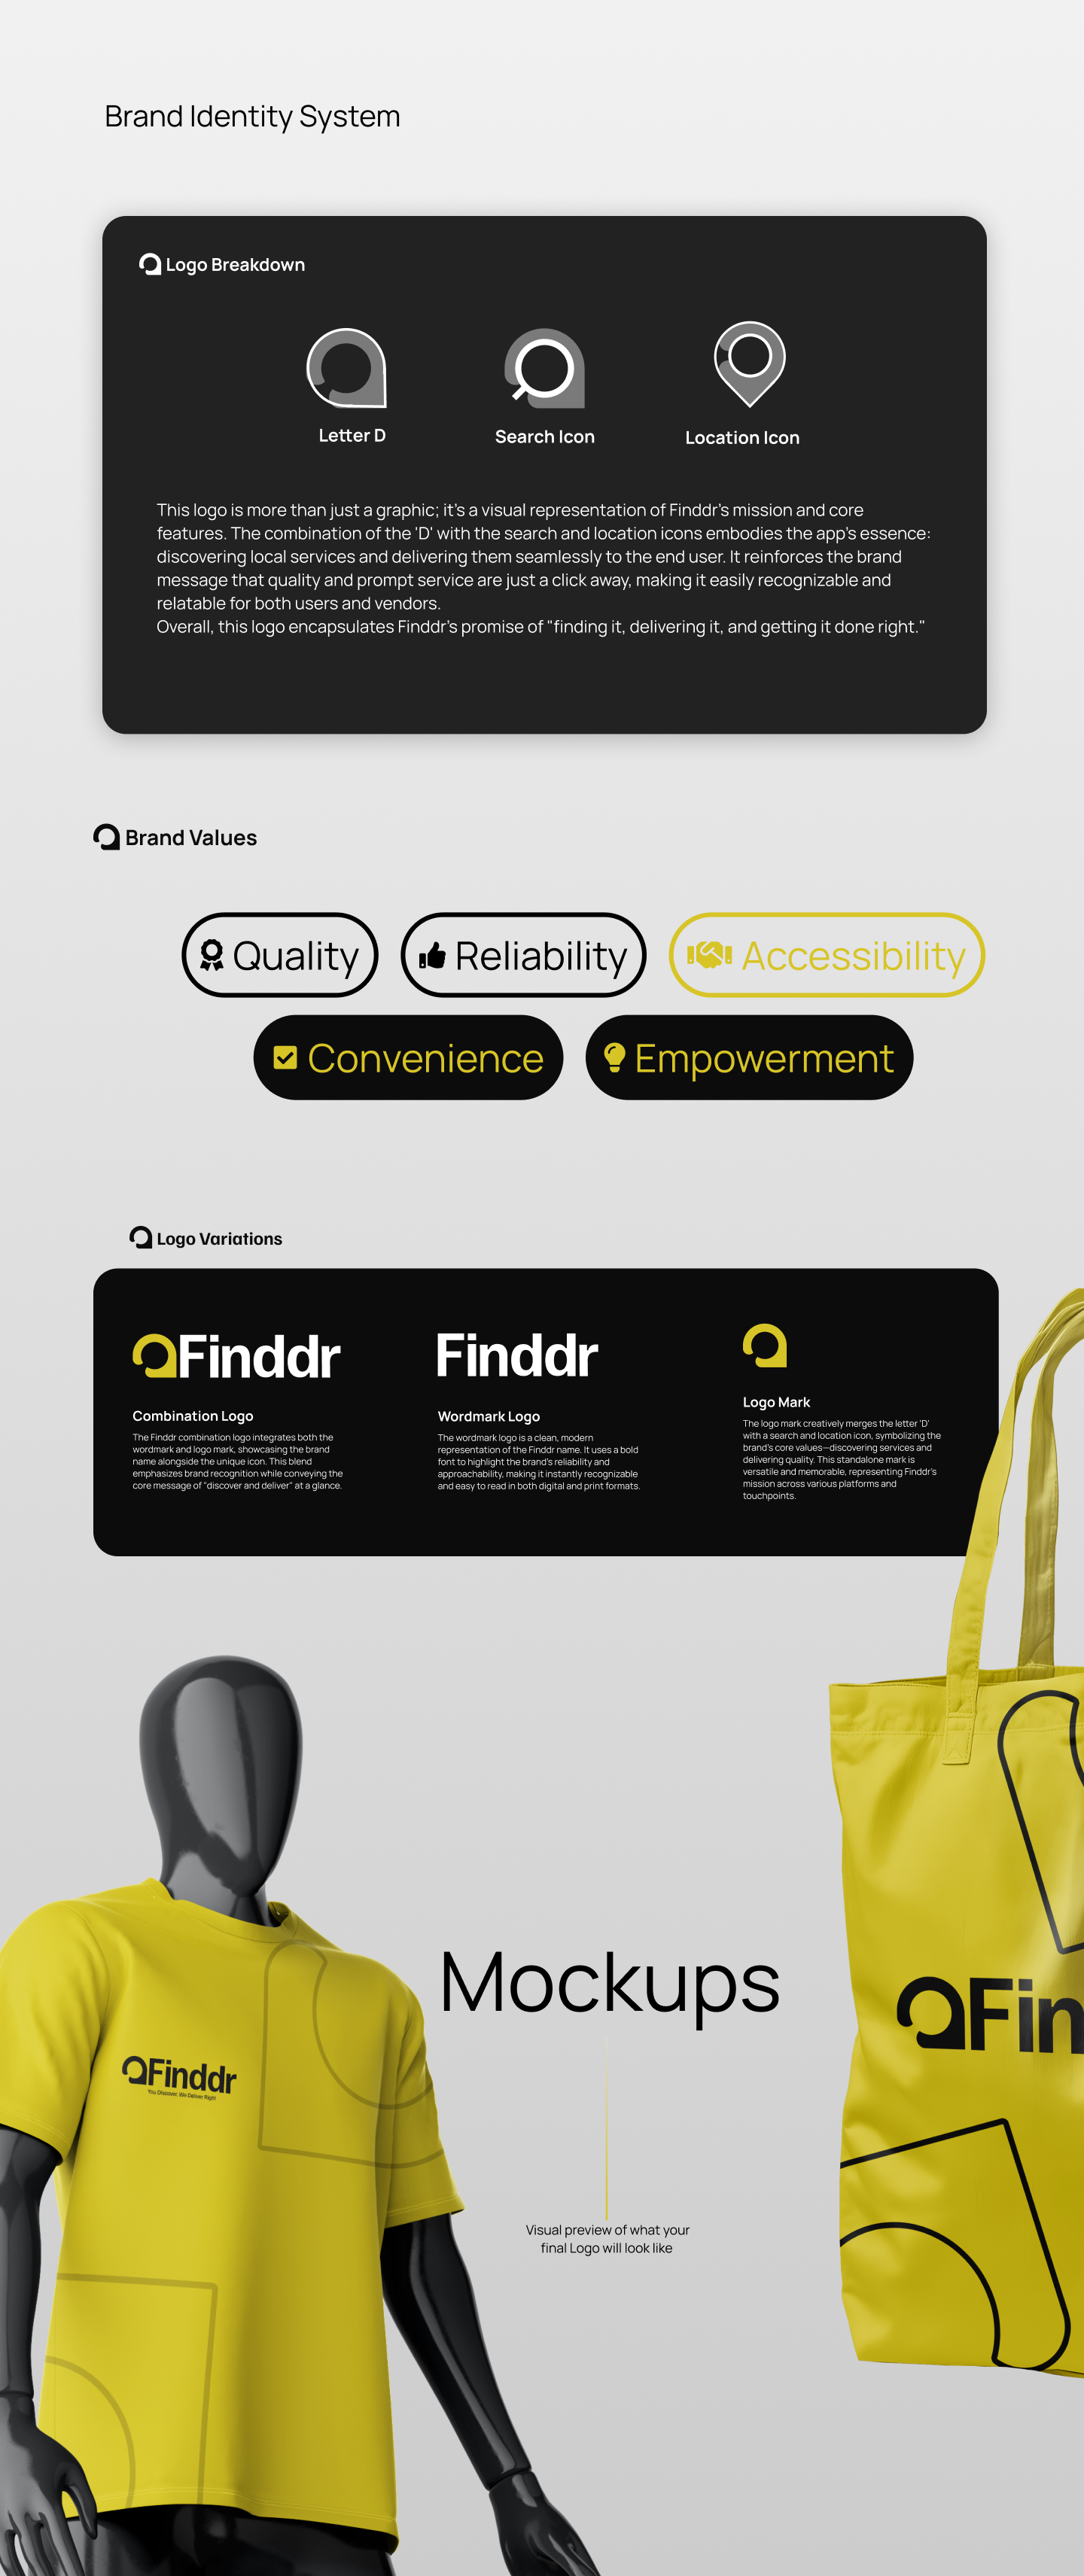 Brand Identity System
Logo Breakdown
Letter D
Search Icon
Location Icon
This logo is more than just a graphic; it's a visual representation of Finddr's mission and core
features. The combination of the 'D' with the search and location icons embodies the app's essence:
discovering local services and delivering them seamlessly to the end user. It reinforces the brand
message that quality and prompt service are just a click away, making it easily recognizable and
relatable for both users and vendors.
Overall, this logo encapsulates Finddr's promise of "finding it, delivering it, and getting it done right."
Brand Values
Quality
Reliability
Accessibility
Convenience
Empowerment
Logo Variations
Finddr
Combination Logo
The Finddr combination logo integrates both the
wordmark and logo mark, showcasing the brand
name alongside the unique icon. This blend
emphasizes brand recognition while conveying the
core message of "discover and deliver" at a glance.
Finddr
Wordmark Logo
The wordmark logo is a clean, modern
representation of the Finddr name. It uses a bold
font to highlight the brand's reliability and
approachability, making it instantly recognizable
and easy to read in both digital and print formats.
Logo Mark
The logo mark creatively merges the letter 'D'
with a search and location icon, symbolizing the
brand's core values—discovering services and
delivering quality. This standalone mark is
versatile and memorable, representing Finddr's
mission across various platforms and
touchpoints.
Mockups
Finddr
You Discover, We Deliver Right
Fin
Visual preview of what your
final Logo will look like